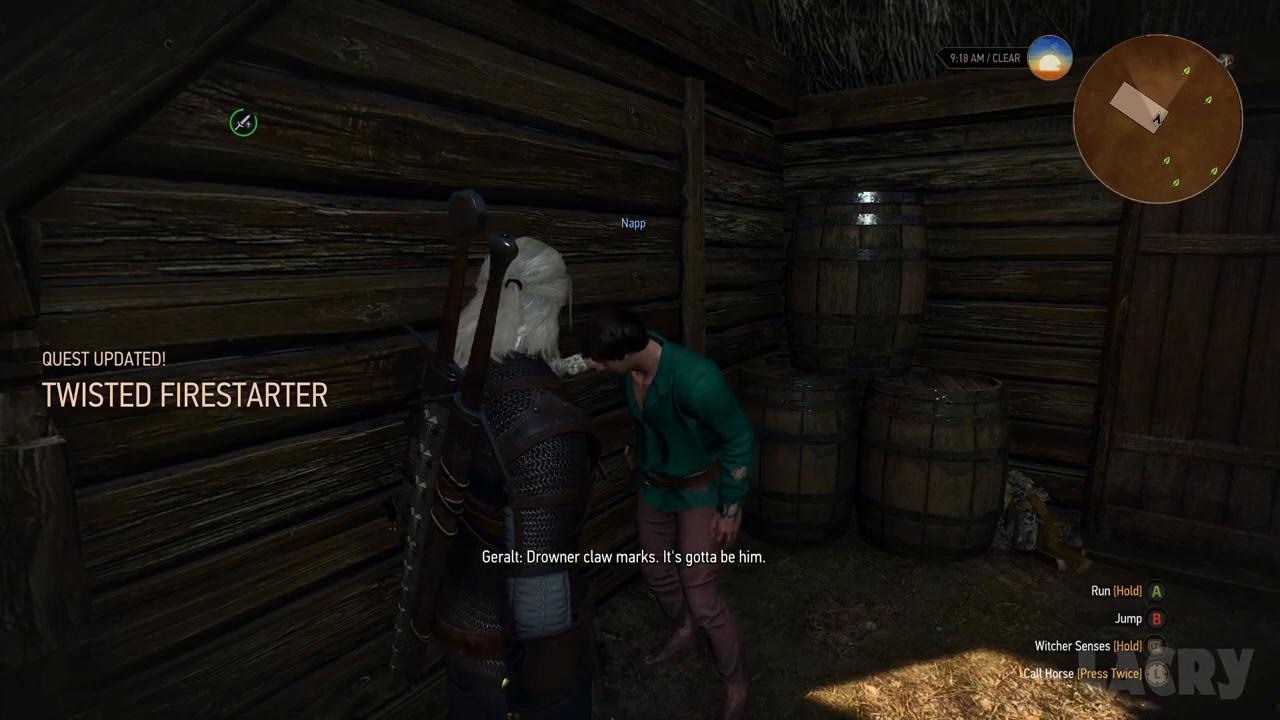 9:18 AM / CLEAR
Napp
QUEST UPDATED!
TWISTED FIRESTARTER
Geralt: Drowner claw marks. It's gotta be him.
Run [Hold] A
Jump B
Witcher Senses [Hold]
Call Horse [Press Twice] L